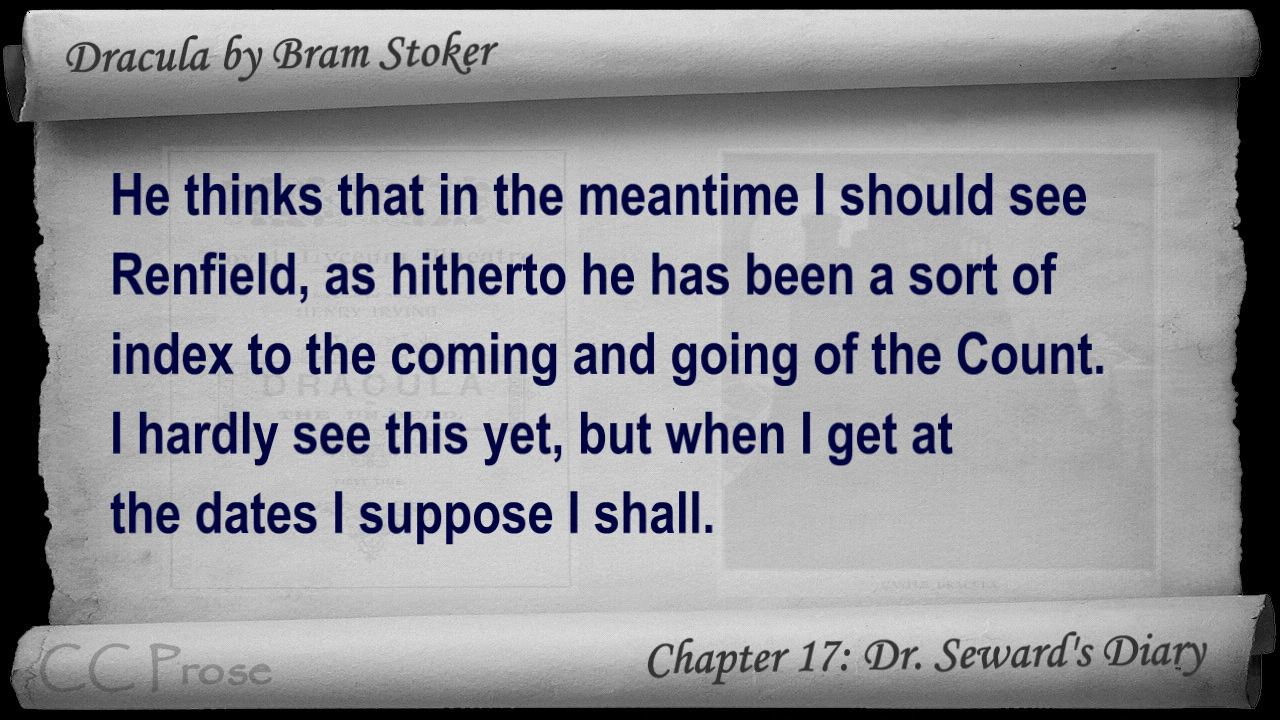 Dracula by Bram Stoker
He thinks that in the meantime I should see
Renfield, as hitherto he has been a sort of
index to the coming and going of the Count.
I hardly see this yet, but when I get at
the dates I suppose I shall.
CC Prose
Chapter 17: Dr. Seward's Diary